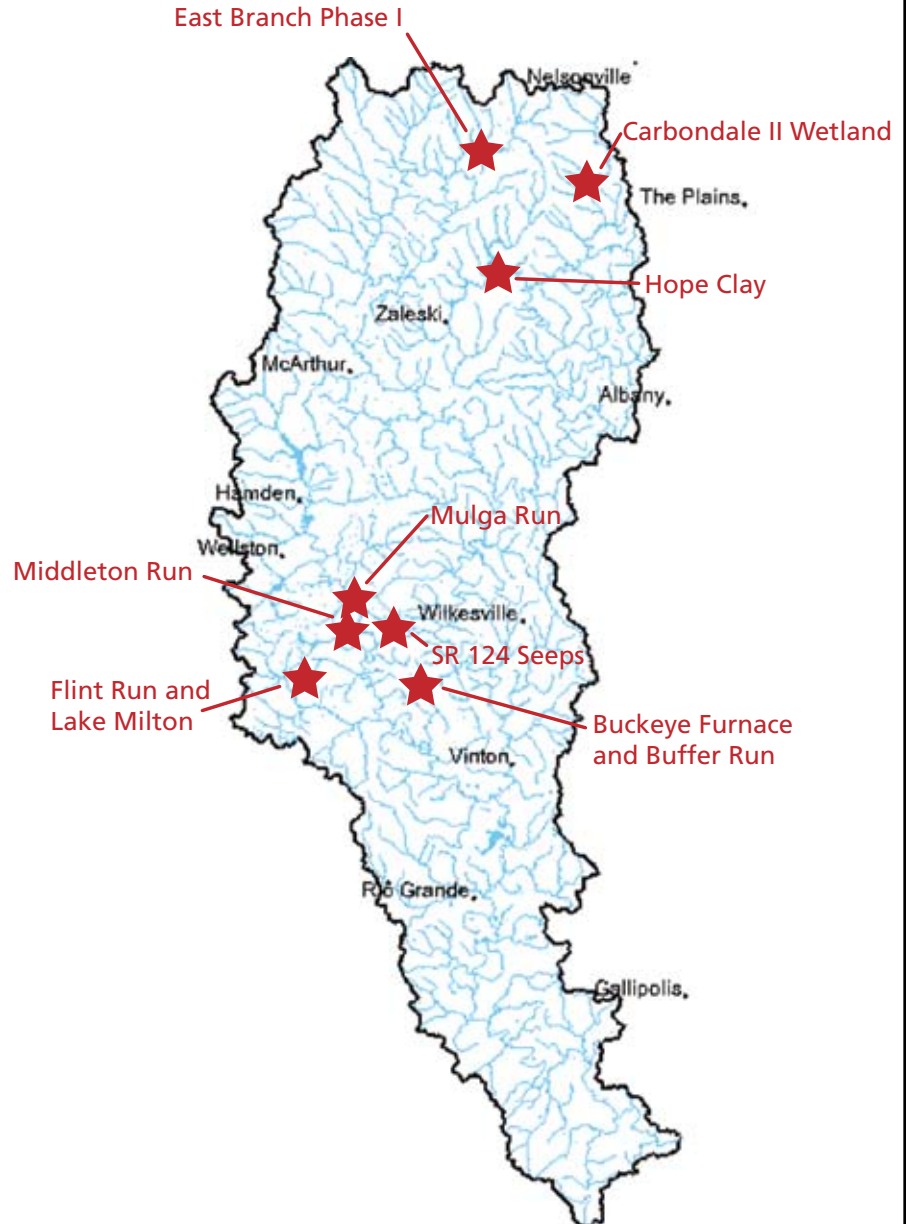 East Branch Phase I
Nelsonville
Carbondale II Wetland
The Plains
Hope Clay
Zaleski
McArthur
Albany
Hamden
Mulga Run
Wellston
Middleton Run
Wilkesville
SR 124 Seeps
Flint Run and
Lake Milton
Buckeye Furnace
and Buffer Run
Vinton
Rio Grande
Gallipolis